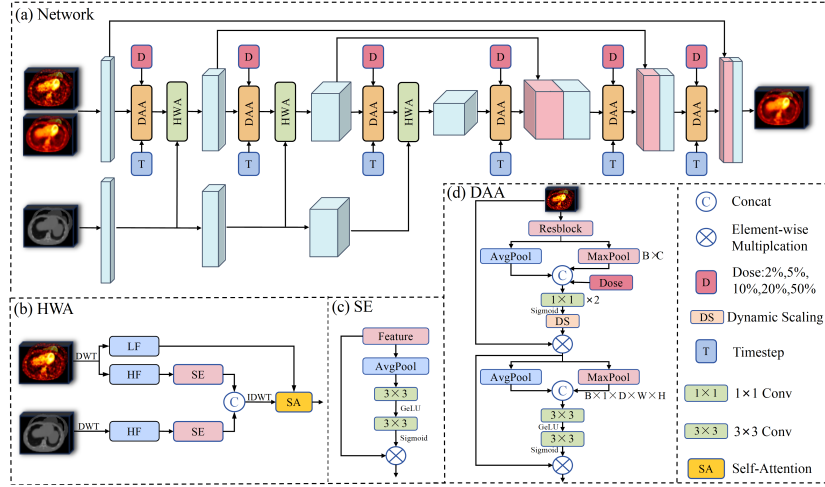 (a) Network
D
D
D
D
D
D
DAA
HWA
DAA
HWA
DAA
HWA
DAA
DAA
DAA
T
T
T
T
T
T
(b) HWA
DWT
LF
HF
SE
C
IDWT
SA
DWT
HF
SE
(c) SE
Feature
AvgPool
3×3
GeLU
3×3
Sigmoid
(d) DAA
Resblock
AvgPool
MaxPool
B×C
C
Dose
1×1
×2
Sigmoid
DS
AvgPool
MaxPool
C
B×1×D×W×H
3×3
GeLU
3×3
Sigmoid
C
Concat
Element-wise
Multiplcation
D
Dose:2%,5%,
10%,20%,50%
DS
Dynamic Scaling
T
Timestep
1×1
1×1 Conv
3×3
3×3 Conv
SA
Self-Attention